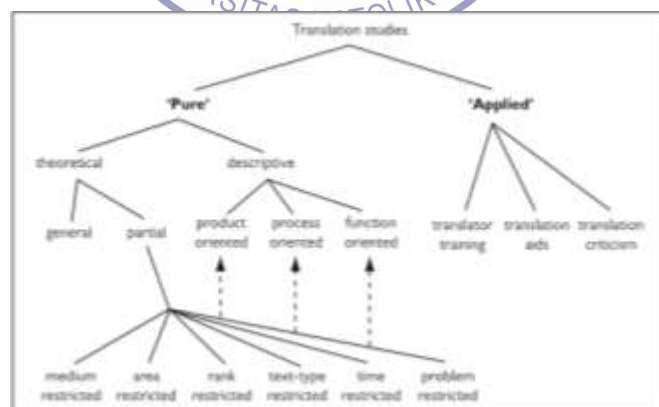 Translation studies
'Pure' 'Applied'
theoretical descriptive
general partial product oriented process oriented function oriented translator training translation aids translation criticism
medium restricted area restricted rank restricted text-type restricted time restricted problem restricted